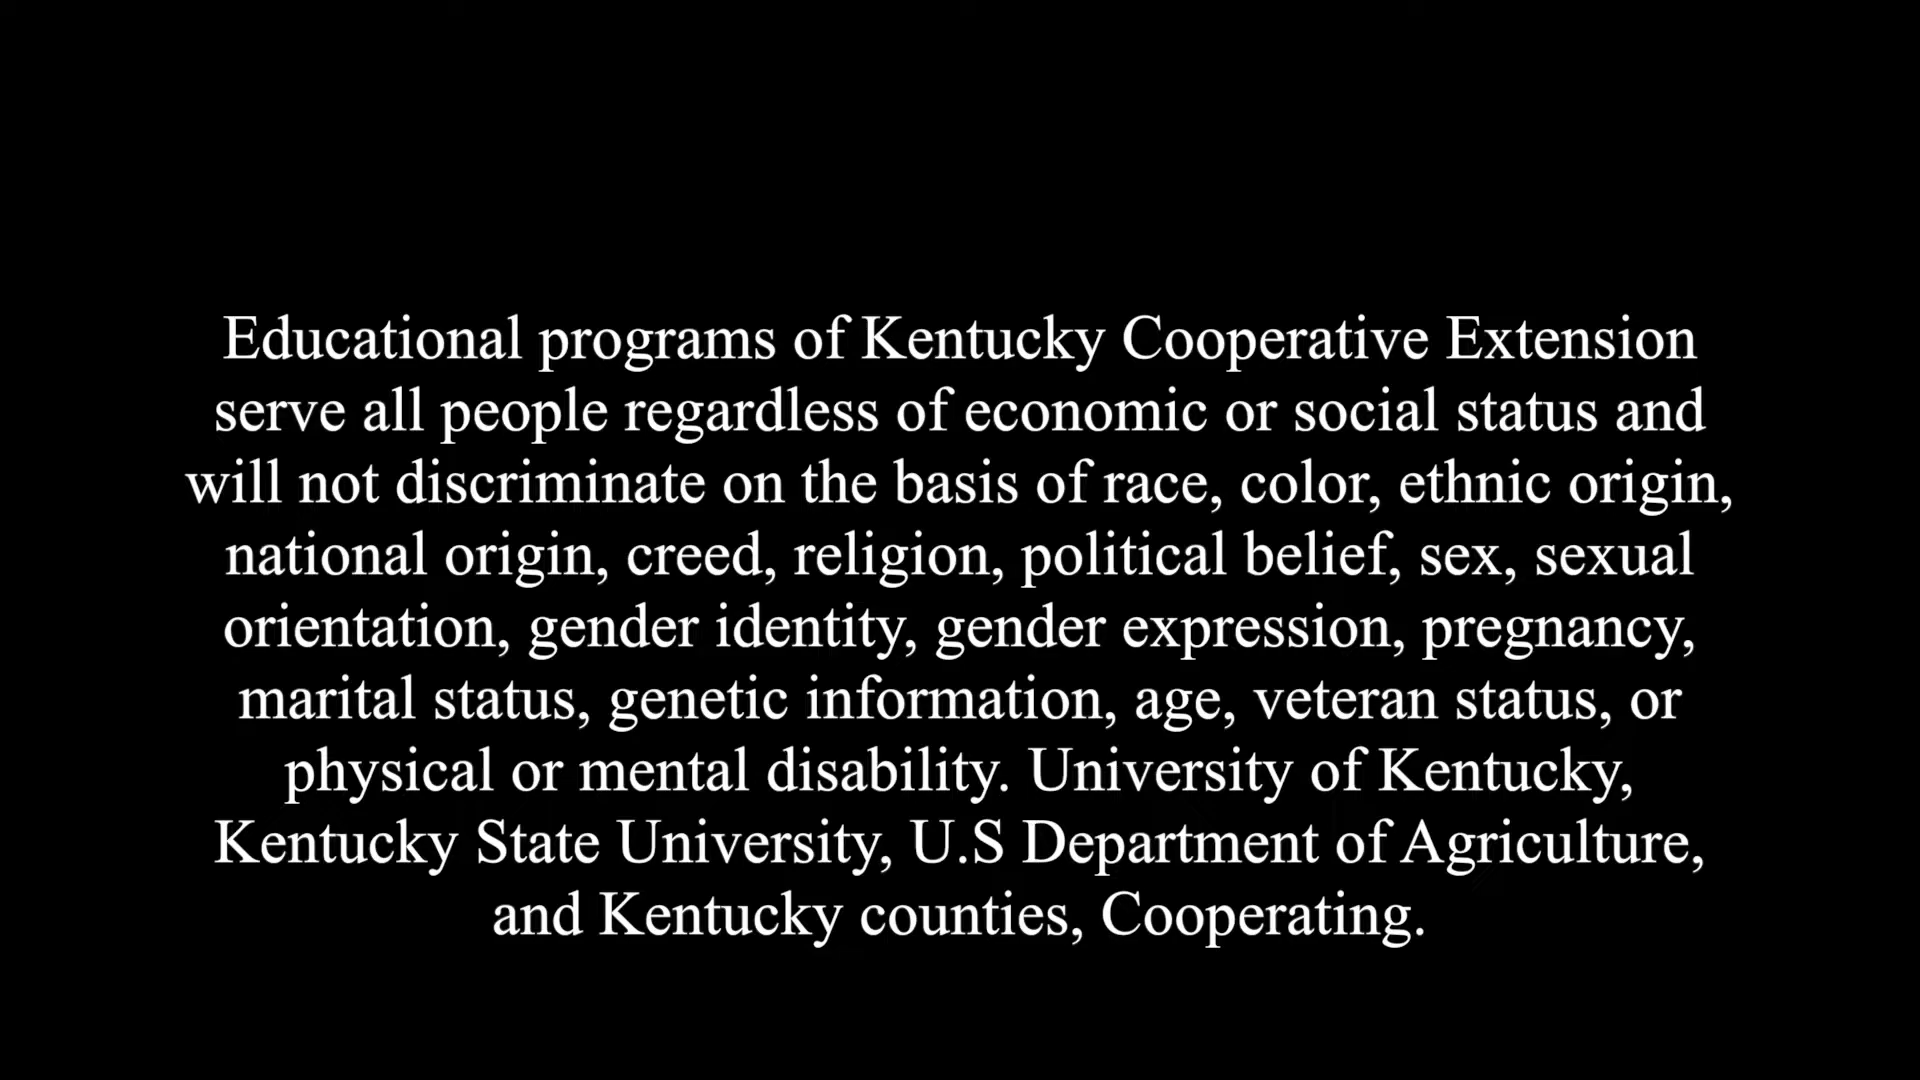 Educational programs of Kentucky Cooperative Extension
serve all people regardless of economic or social status and
will not discriminate on the basis of race, color, ethnic origin,
national origin, creed, religion, political belief, sex, sexual
orientation, gender identity, gender expression, pregnancy,
marital status, genetic information, age, veteran status, or
physical or mental disability. University of Kentucky,
Kentucky State University, U.S Department of Agriculture,
and Kentucky counties, Cooperating.